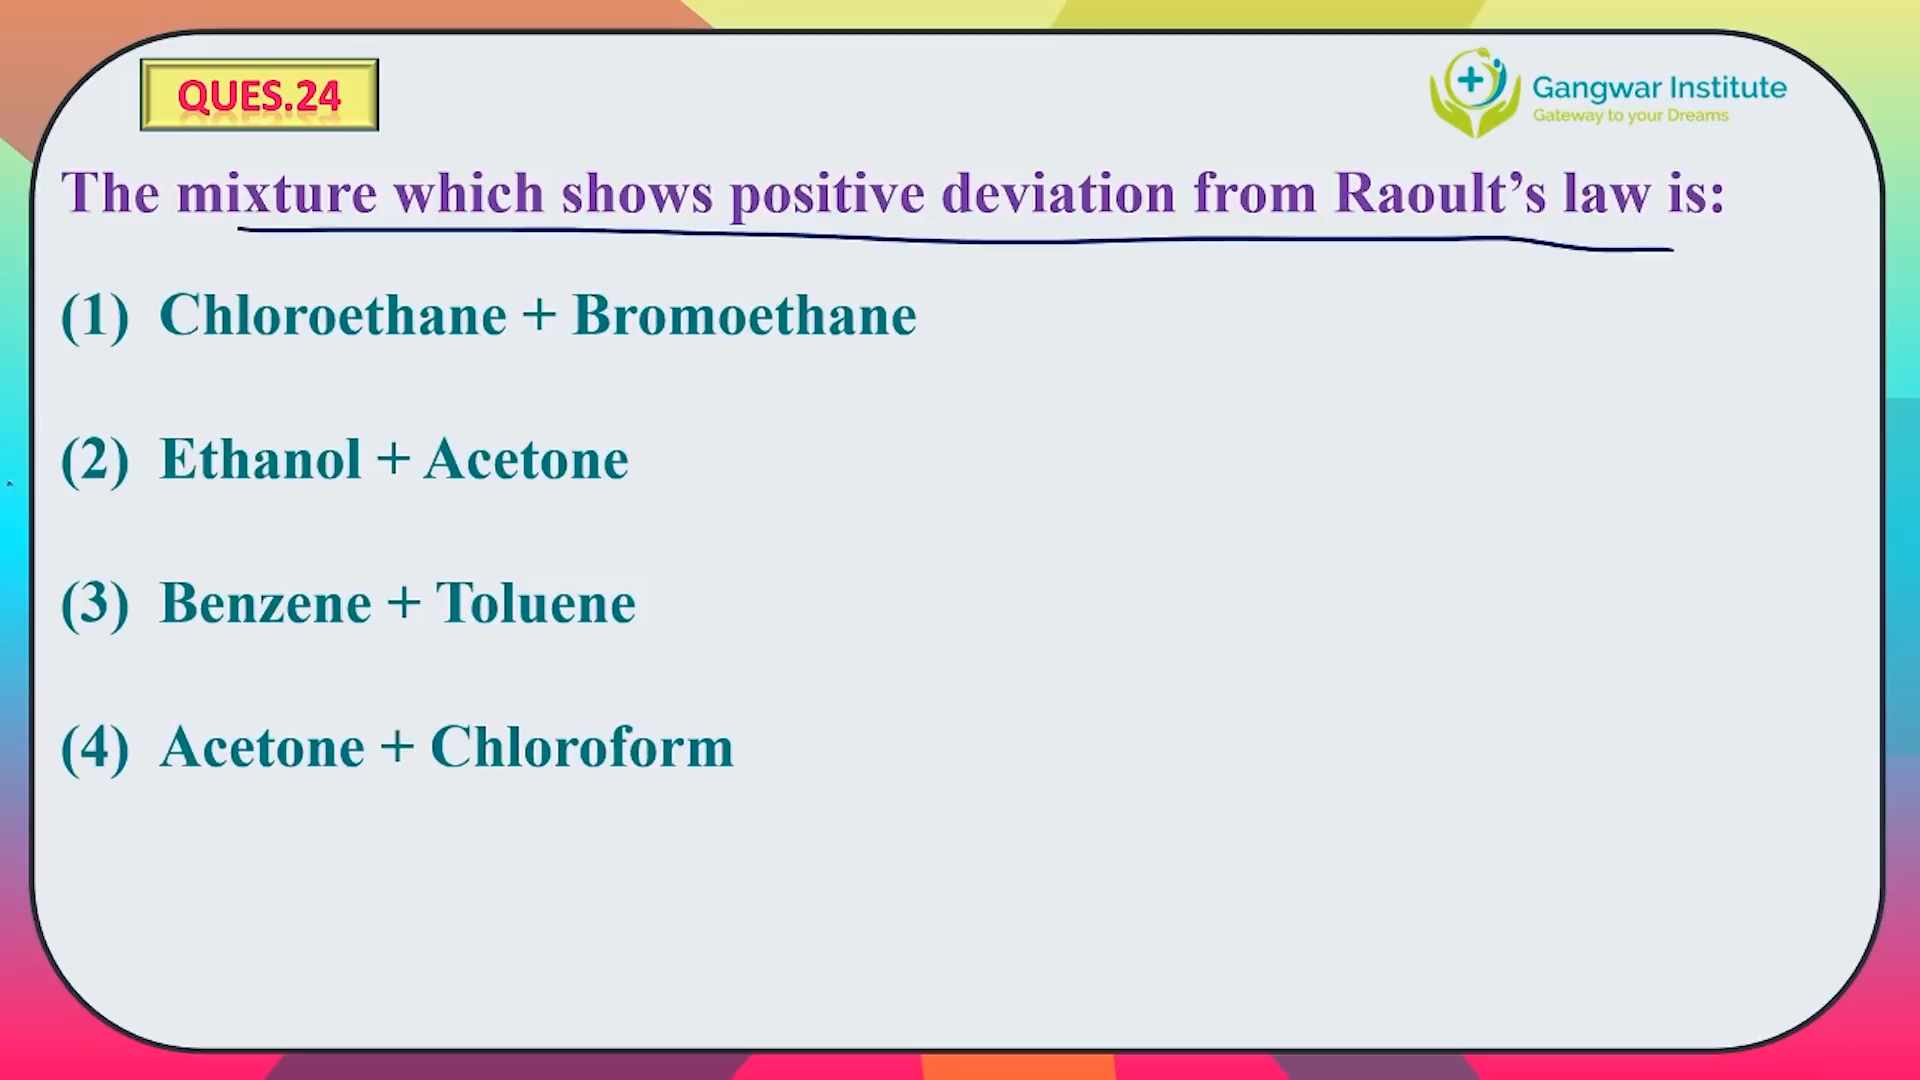 QUES.24
Gangwar Institute
Gateway to your Dreams
The mixture which shows positive deviation from Raoult’s law is:
(1) Chloroethane + Bromoethane
(2) Ethanol + Acetone
(3) Benzene + Toluene
(4) Acetone + Chloroform